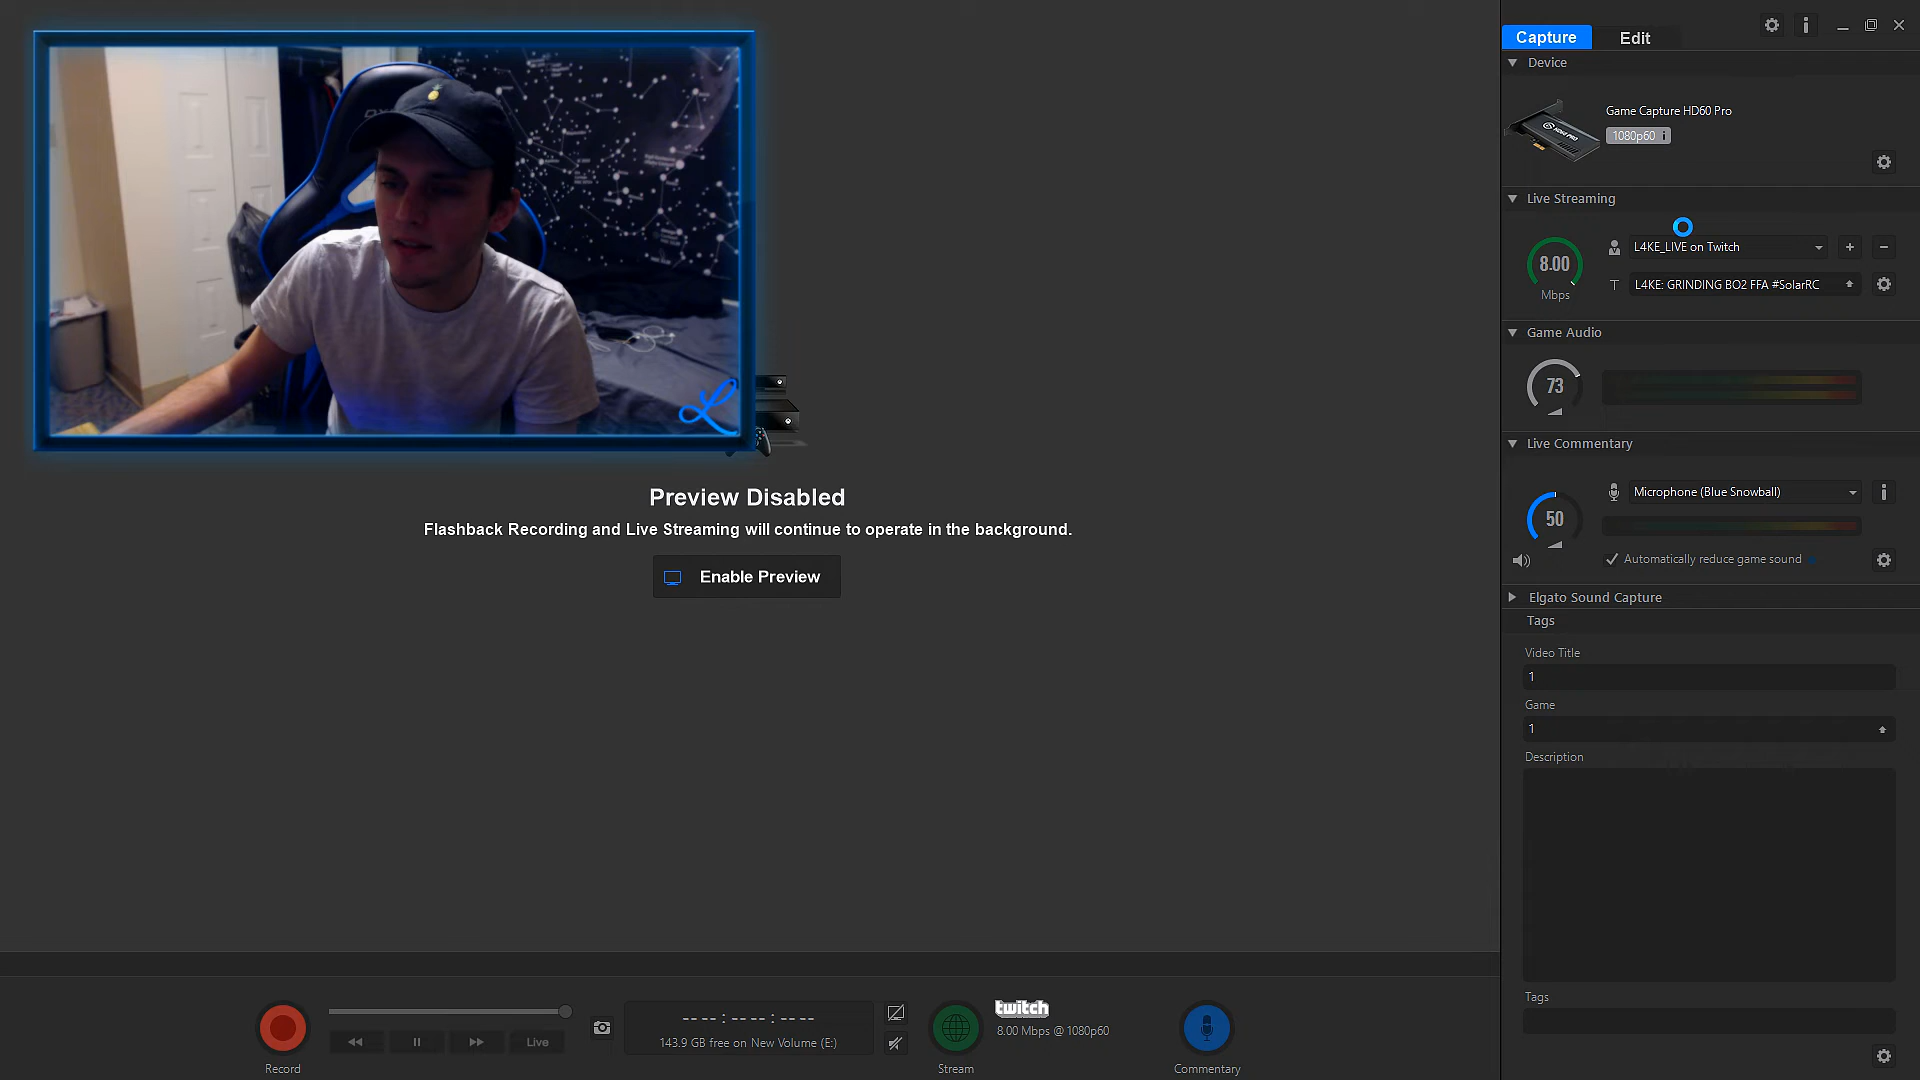 Capture
Edit
Device
Game Capture HD60 Pro
1080p60 i
Live Streaming
8.00
Mbps
L4KE_LIVE on Twitch
T L4KE: GRINDING BO2 FFA #SolarRC
Game Audio
73
Live Commentary
50
Microphone (Blue Snowball)
Automatically reduce game sound
Elgato Sound Capture
Tags
Video Title
1
Game
1
Description
Tags
L
Preview Disabled
Flashback Recording and Live Streaming will continue to operate in the background.
Enable Preview
Record
Live
-- -- : -- -- : -- --
143.9 GB free on New Volume (E:)
Stream
twitch
8.00 Mbps @ 1080p60
Commentary